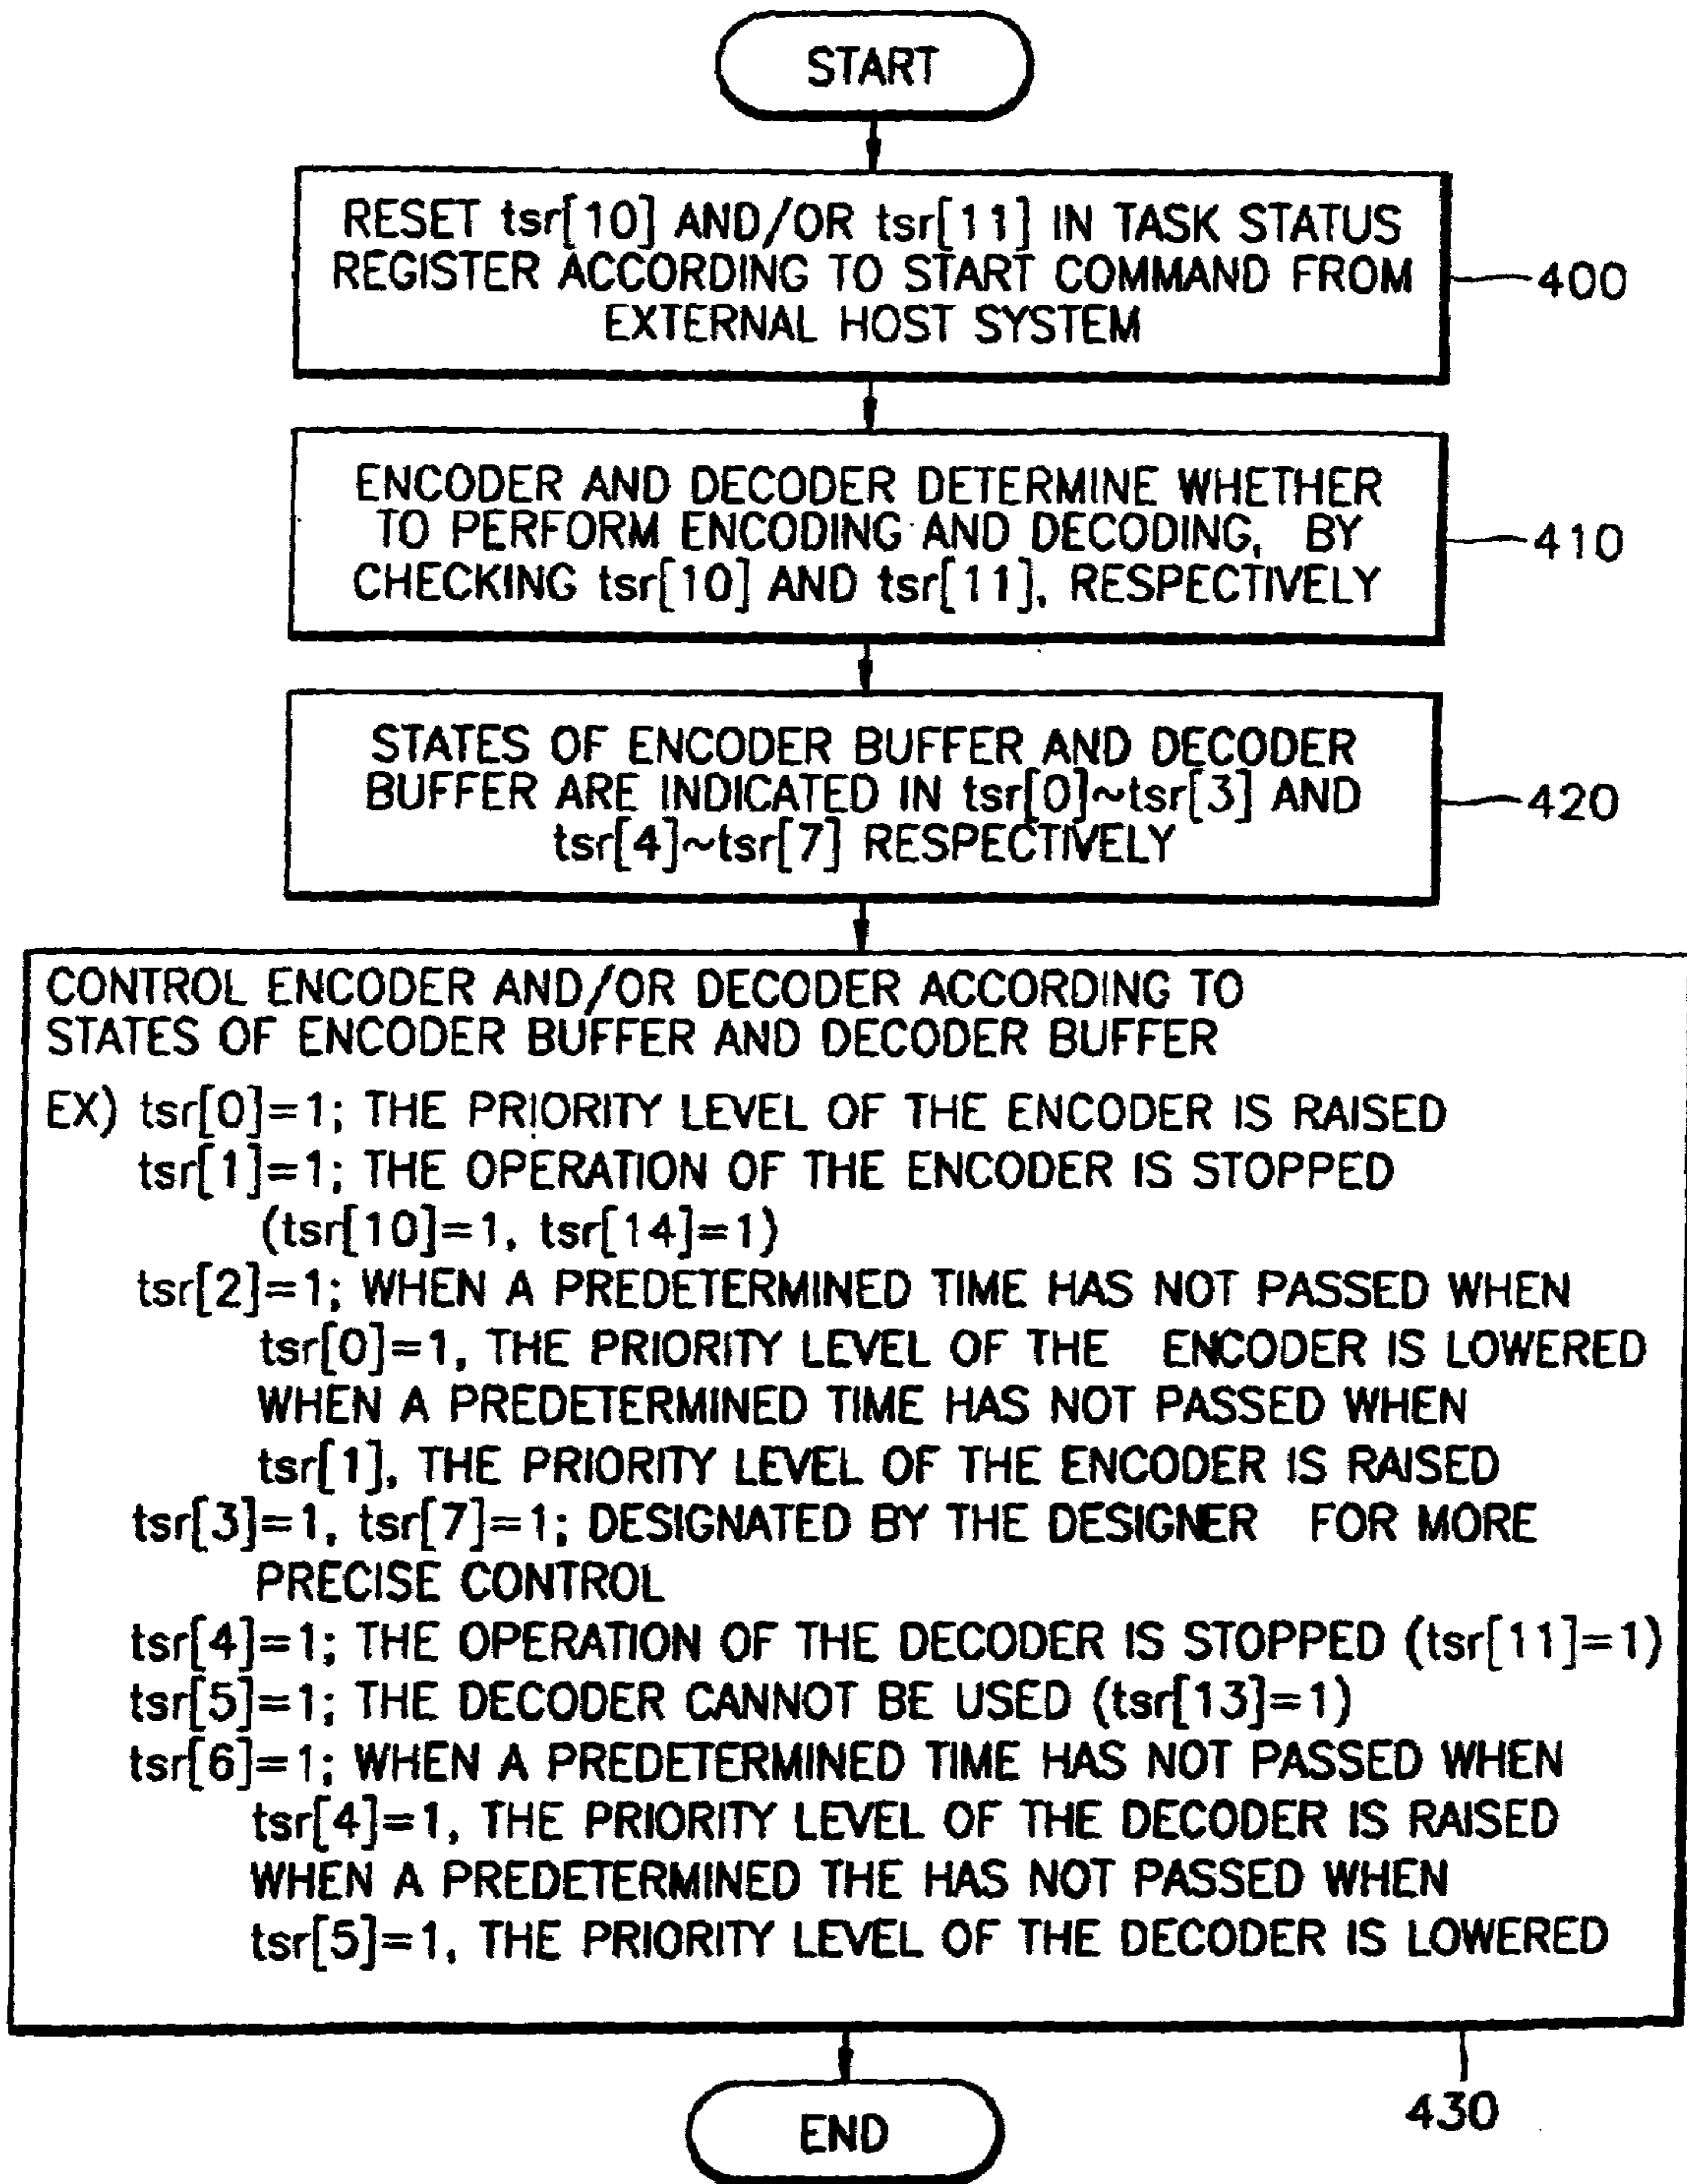 START
RESET tsr[10] AND/OR tsr[11] IN TASK STATUS
REGISTER ACCORDING TO START COMMAND FROM
EXTERNAL HOST SYSTEM
400
ENCODER AND DECODER DETERMINE WHETHER
TO PERFORM ENCODING AND DECODING, BY
CHECKING tsr[10] AND tsr[11], RESPECTIVELY
410
STATES OF ENCODER BUFFER AND DECODER
BUFFER ARE INDICATED IN tsr[0]~tsr[3] AND
tsr[4]~tsr[7] RESPECTIVELY
420
CONTROL ENCODER AND/OR DECODER ACCORDING TO
STATES OF ENCODER BUFFER AND DECODER BUFFER
EX) tsr[0]=1; THE PRIORITY LEVEL OF THE ENCODER IS RAISED
tsr[1]=1; THE OPERATION OF THE ENCODER IS STOPPED
(tsr[10]=1, tsr[14]=1)
tsr[2]=1; WHEN A PREDETERMINED TIME HAS NOT PASSED WHEN
tsr[0]=1, THE PRIORITY LEVEL OF THE ENCODER IS LOWERED
WHEN A PREDETERMINED TIME HAS NOT PASSED WHEN
tsr[1], THE PRIORITY LEVEL OF THE ENCODER IS RAISED
tsr[3]=1, tsr[7]=1; DESIGNATED BY THE DESIGNER FOR MORE
PRECISE CONTROL
tsr[4]=1; THE OPERATION OF THE DECODER IS STOPPED (tsr[11]=1)
tsr[5]=1; THE DECODER CANNOT BE USED (tsr[13]=1)
tsr[6]=1; WHEN A PREDETERMINED TIME HAS NOT PASSED WHEN
tsr[4]=1, THE PRIORITY LEVEL OF THE DECODER IS RAISED
WHEN A PREDETERMINED THE HAS NOT PASSED WHEN
tsr[5]=1, THE PRIORITY LEVEL OF THE DECODER IS LOWERED
430
END